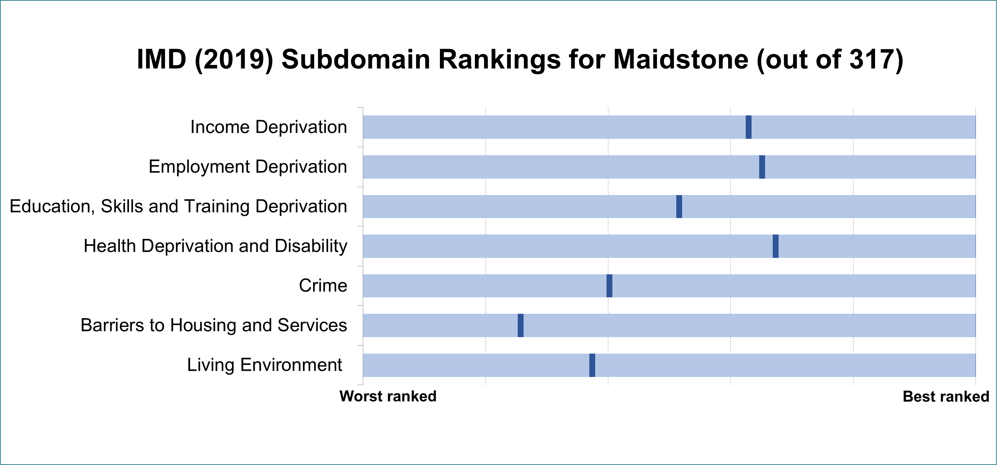 IMD (2019) Subdomain Rankings for Maidstone (out of 317)
Income Deprivation
Employment Deprivation
Education, Skills and Training Deprivation
Health Deprivation and Disability
Crime
Barriers to Housing and Services
Living Environment
Worst ranked
Best ranked